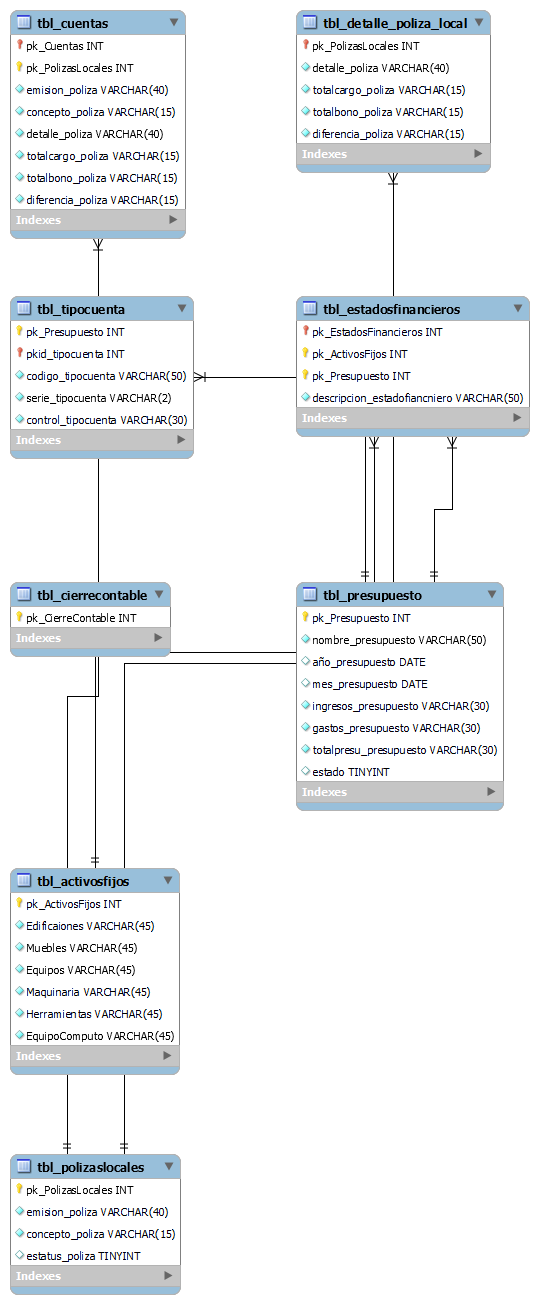 tbl_cuentas
pk_Cuentas INT
pk_PolizasLocales INT
emision_poliza VARCHAR(40)
concepto_poliza VARCHAR(15)
detalle_poliza VARCHAR(40)
totalcargo_poliza VARCHAR(15)
totalbono_poliza VARCHAR(15)
diferencia_poliza VARCHAR(15)
Indexes
tbl_detalle_poliza_local
pk_PolizasLocales INT
detalle_poliza VARCHAR(40)
totalcargo_poliza VARCHAR(15)
totalbono_poliza VARCHAR(15)
diferencia_poliza VARCHAR(15)
Indexes
tbl_tipocuenta
pk_Presupuesto INT
pkid_tipocuenta INT
codigo_tipocuenta VARCHAR(50)
serie_tipocuenta VARCHAR(2)
control_tipocuenta VARCHAR(30)
Indexes
tbl_estadosfinancieros
pk_EstadosFinancieros INT
pk_ActivosFijos INT
pk_Presupuesto INT
descripcion_estadofiancniero VARCHAR(50)
Indexes
tbl_cierrecontable
pk_CierreContable INT
Indexes
tbl_presupuesto
pk_Presupuesto INT
nombre_presupuesto VARCHAR(50)
año_presupuesto DATE
mes_presupuesto DATE
ingresos_presupuesto VARCHAR(30)
gastos_presupuesto VARCHAR(30)
totalpresu_presupuesto VARCHAR(30)
estado TINYINT
Indexes
tbl_activosfijos
pk_ActivosFijos INT
Edificaiones VARCHAR(45)
Muebles VARCHAR(45)
Equipos VARCHAR(45)
Maquinaria VARCHAR(45)
Herramientas VARCHAR(45)
EquipoComputo VARCHAR(45)
Indexes
tbl_polizaslocales
pk_PolizasLocales INT
emision_poliza VARCHAR(40)
concepto_poliza VARCHAR(15)
estatus_poliza TINYINT
Indexes